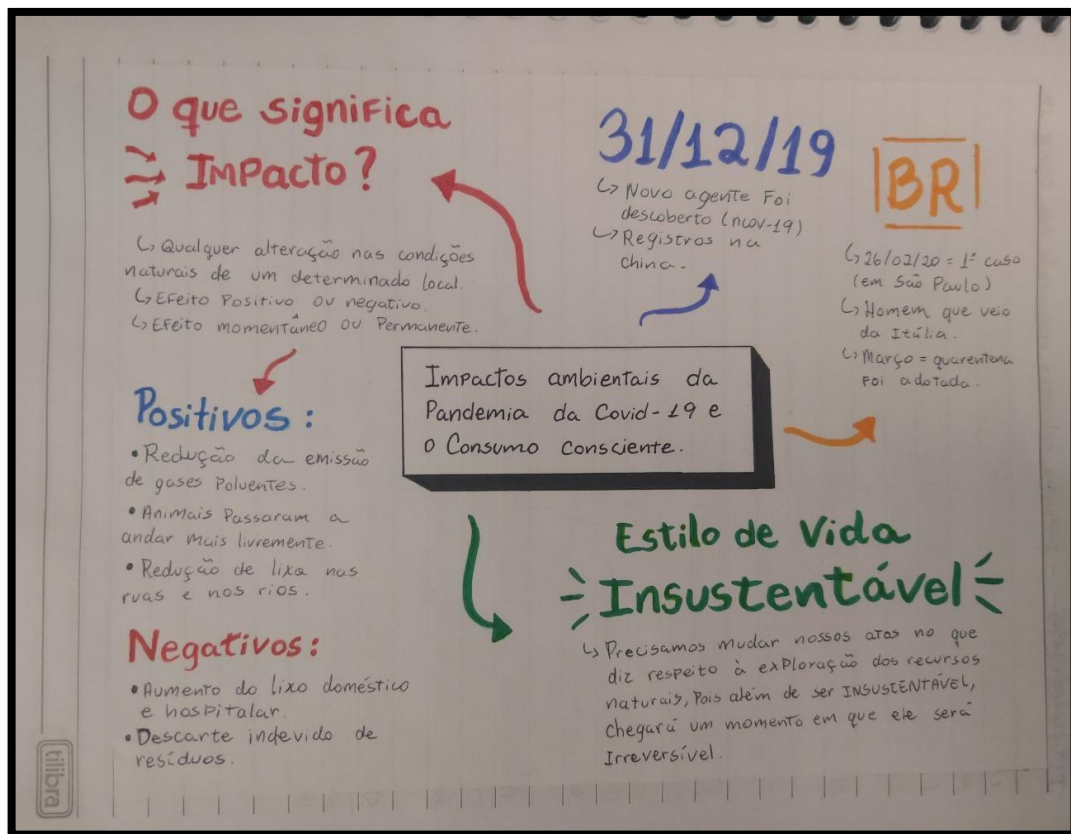 O que significa
Impacto?
Qualquer alteração nas condições
naturais de um determinado local.
Efeito Positivo ou negativo.
Efeito momentâneo ou Permanente.
31/12/19
Novo agente Foi
descoberto (ncov-19)
Registros na
china.
BR
26/02/20 = 1º caso
(em São Paulo)
Homem que veio
da Itália.
Março = quarentena
Foi adotada.
Impactos ambientais da
Pandemia da Covid-19 e
o Consumo consciente.
Positivos:
• Redução da emissão
de gases Poluentes.
• Animais Passaram a
andar mais livremente.
• Redução de lixo nas
ruas e nos rios.
Negativos:
• Aumento do lixo doméstico
e hospitalar.
• Descarte indevido de
resíduos.
Estilo de Vida
Insustentável
Precisamos mudar nossos atos no que
diz respeito à exploração dos recursos
naturais, Pois além de ser INSUSTENTÁVEL,
chegará um momento em que ele será
Irreversível.
tilibra